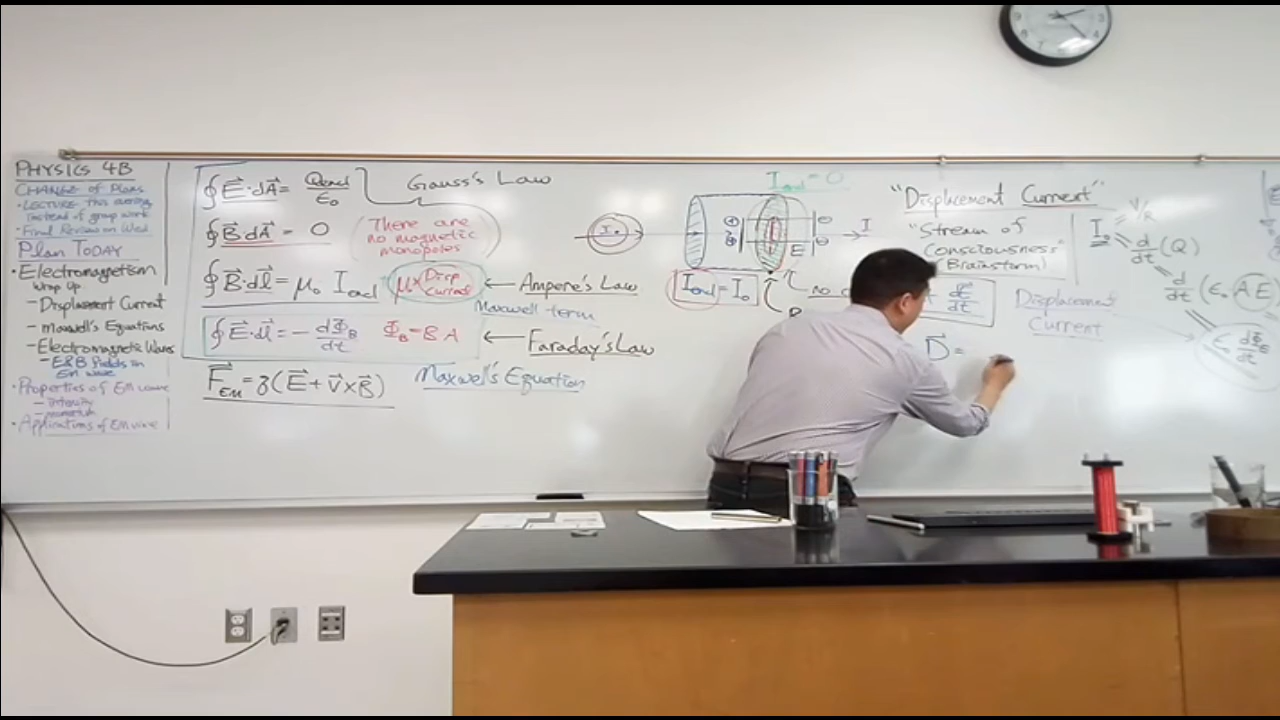 PHYSICS 4B
CHANGE of Plans
• LECTURE this evening
instead of group work
• Final Review on Wed.
Plan TODAY
• Electromagnetism
Wrap Up
- Displacement Current
- Maxwell's Equations
- Electromagnetic Waves
- E&B fields in
EM wave
• Properties of EM wave
- intensity
- momentum
• Applications of EM wave
∮ E⃗·dA⃗ = Qencl/ε₀
Gauss's Law
∮ B⃗·dA⃗ = 0
(There are
no magnetic
monopoles)
∮ B⃗·dl⃗ = μ₀ Iencl
μ × (Disp
Current)
← Ampere's Law
Maxwell term
∮ E⃗·dl⃗ = - dΦB/dt
ΦB = BA
← Faraday's Law
F⃗EM = q(E⃗ + v⃗ × B⃗)
Maxwell's Equation
Iencl = 0
I₀
E
I
Iencl = I₀
"Displacement Current"
"Stream of
Consciousness"
Brainstorm)
Displacement
Current
D⃗ =
I₀
= V/R
= d/dt (Q)
d/dt (ε₀ A E)
ε₀ dΦE/dt